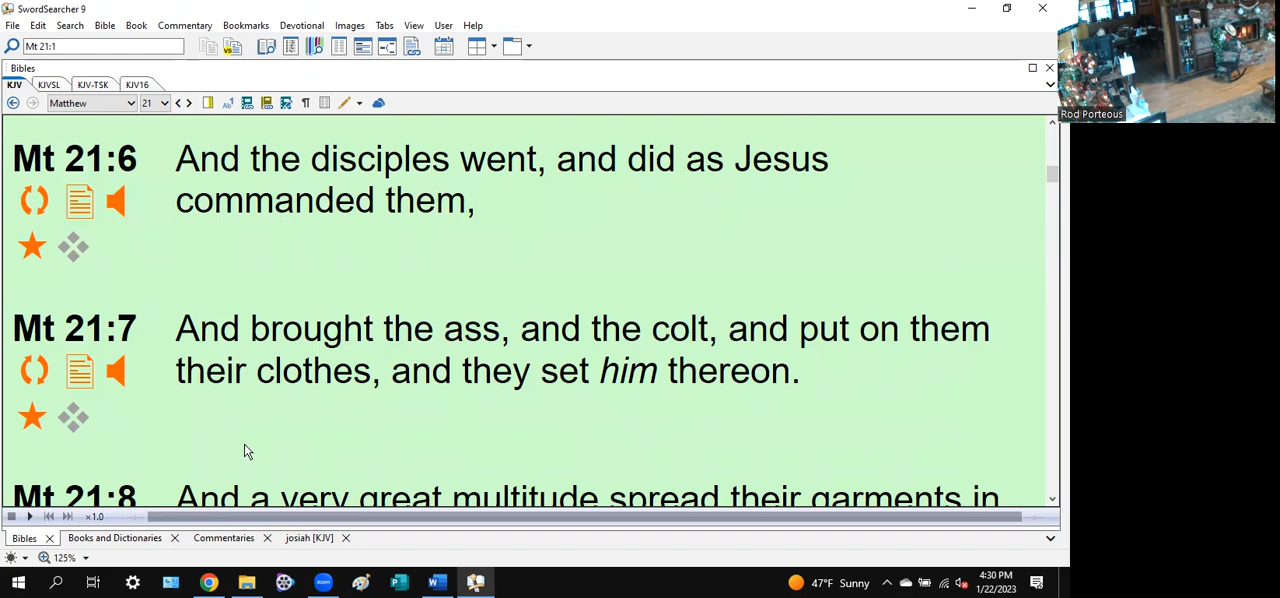 SwordSearcher 9
File Edit Search Bible Book Commentary Bookmarks Devotional Images Tabs View User Help
Mt 21:1
Bibles
KJV KJVSL KJV-TSK KJV16
Matthew 21
Rod Porteous
Mt 21:6 And the disciples went, and did as Jesus
commanded them,
Mt 21:7 And brought the ass, and the colt, and put on them
their clothes, and they set him thereon.
Mt 21:8 And a very great multitude spread their garments in
x1.0
Bibles Books and Dictionaries Commentaries josiah [KJV]
125%
47°F Sunny
4:30 PM
1/22/2023